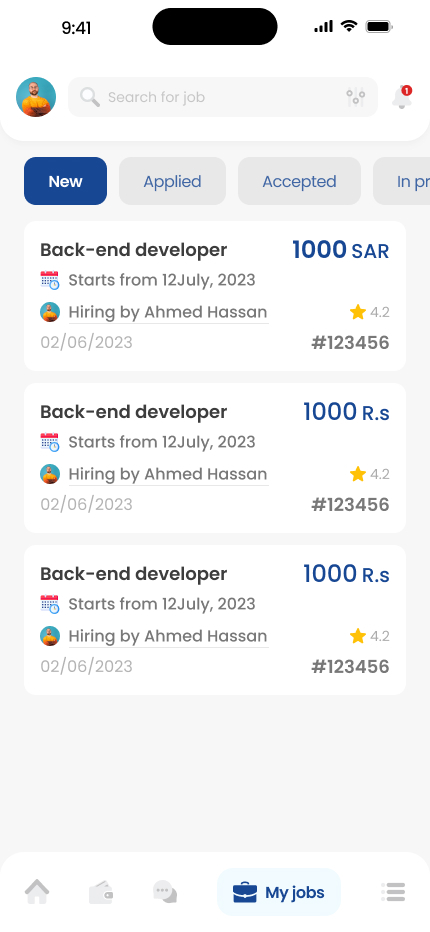 9:41
Search for job
1
New Applied Accepted In pr
Back-end developer 1000 SAR
Starts from 12July, 2023
Hiring by Ahmed Hassan 4.2
02/06/2023 #123456
Back-end developer 1000 R.s
Starts from 12July, 2023
Hiring by Ahmed Hassan 4.2
02/06/2023 #123456
Back-end developer 1000 R.s
Starts from 12July, 2023
Hiring by Ahmed Hassan 4.2
02/06/2023 #123456
My jobs